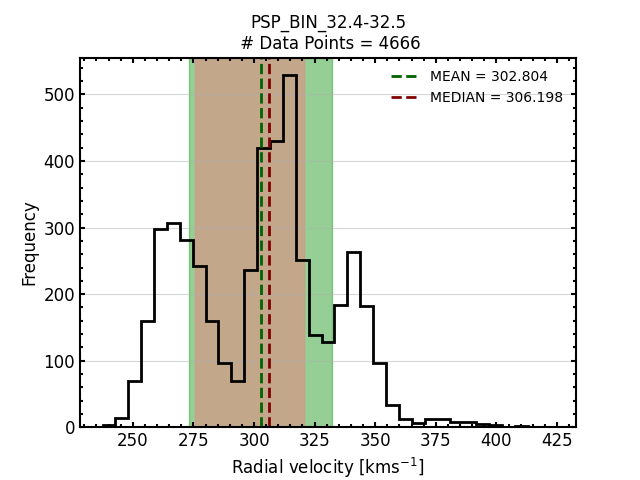 PSP_BIN_32.4-32.5
# Data Points = 4666
MEAN = 302.804
MEDIAN = 306.198
500
400
300
200
100
0
Frequency
250 275 300 325 350 375 400 425
Radial velocity [kms⁻¹]